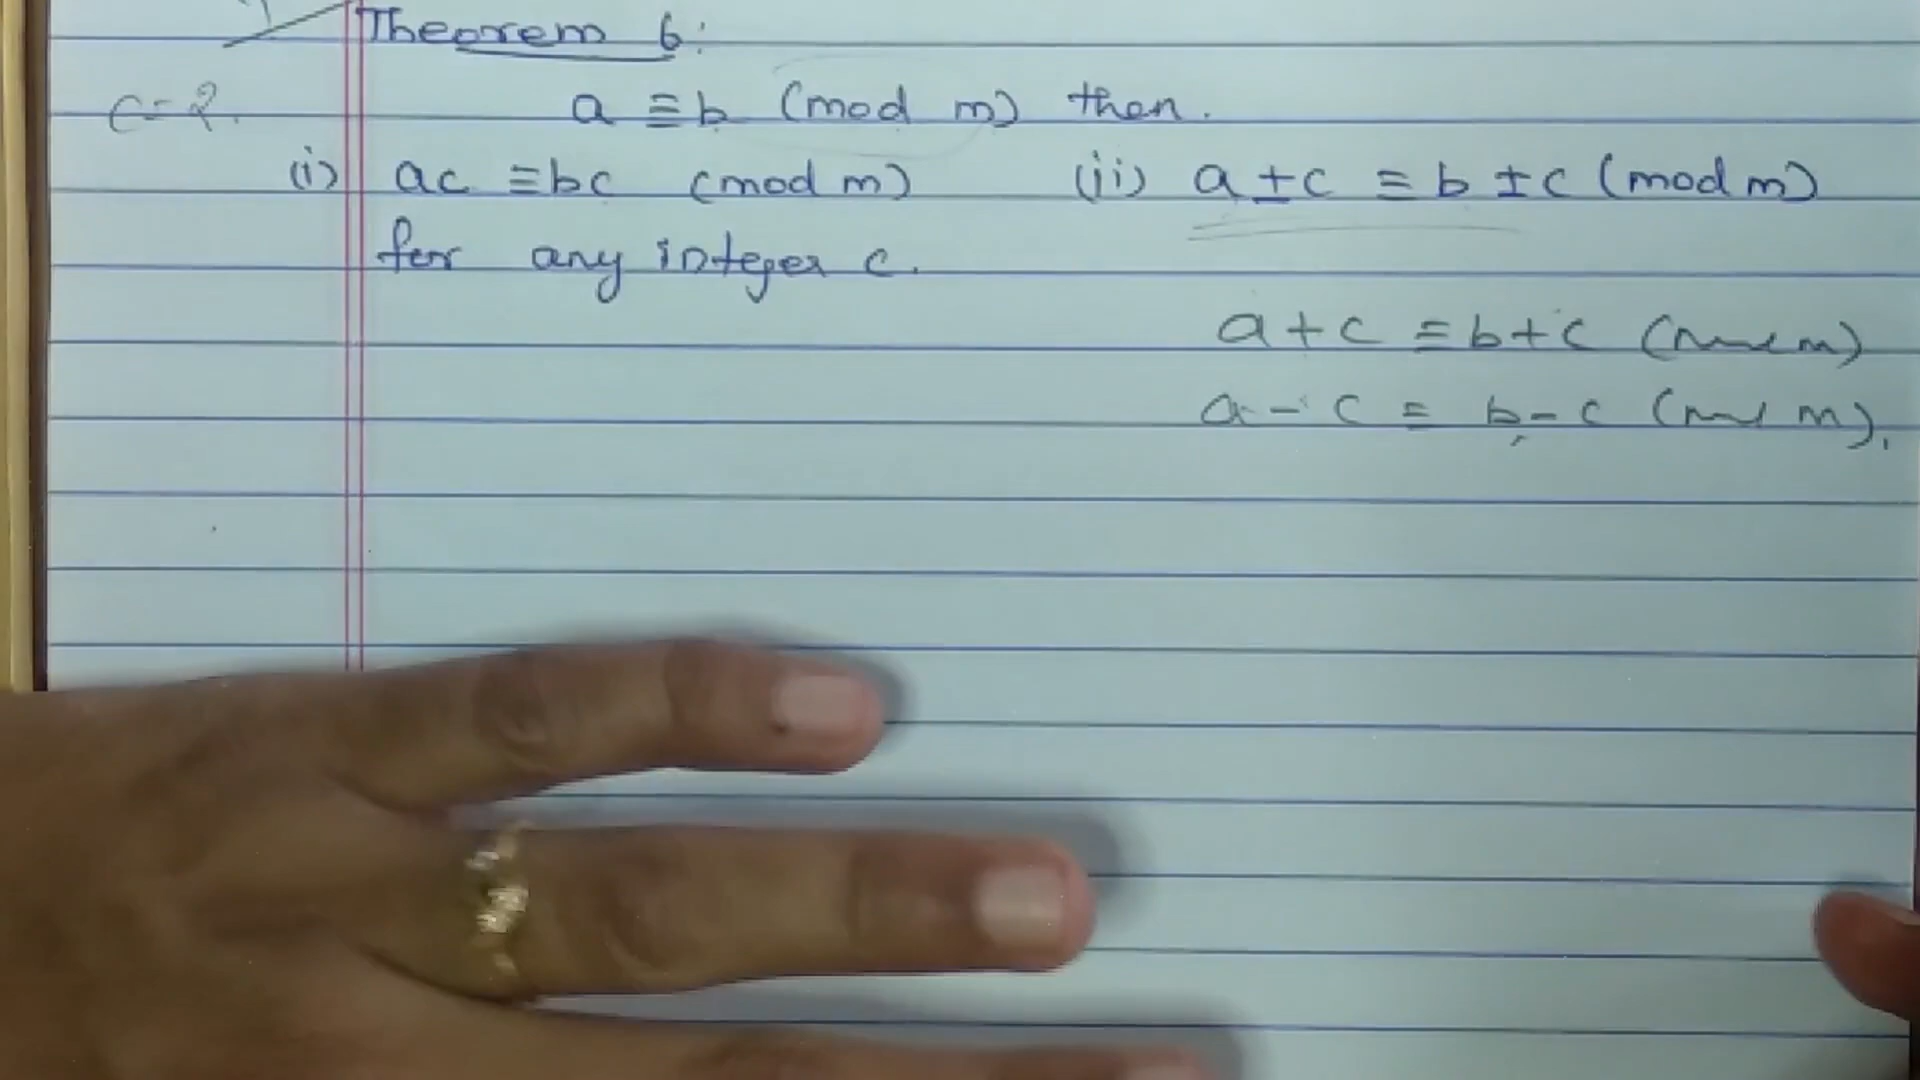 Theorem 6:
c=2.
a ≡ b (mod m) then.
(i) ac ≡ bc (mod m) (ii) a ± c ≡ b ± c (mod m)
for any integer c.
a + c ≡ b + c (mod m)
a - c ≡ b - c (mod m).